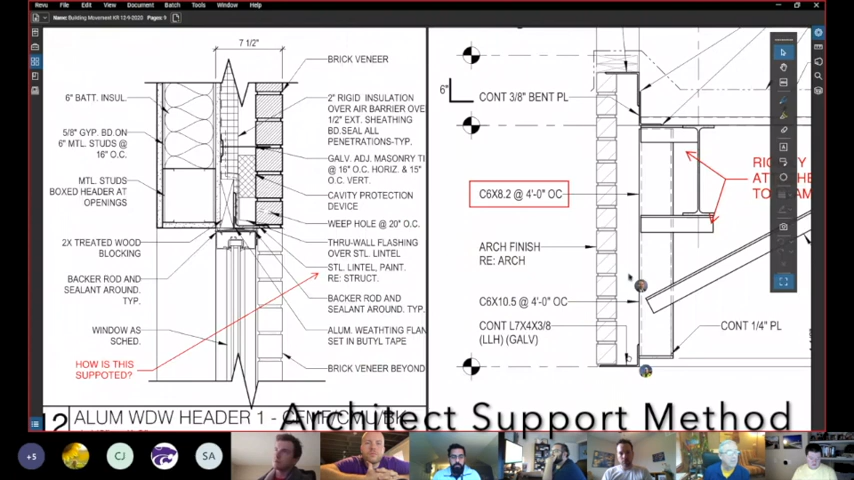 Revu File Edit View Document Batch Tools Window Help
Name: Building Movement KR 12-9-2020 Pages: 9
7 1/2"
BRICK VENEER
6" BATT. INSUL.
2" RIGID INSULATION
OVER AIR BARRIER OVE
1/2" EXT. SHEATHING
BD.SEAL ALL
PENETRATIONS-TYP.
5/8" GYP. BD.ON
6" MTL. STUDS @
16" O.C.
GALV. ADJ. MASONRY TI
@ 16" O.C. HORIZ. & 15"
O.C. VERT.
MTL. STUDS
BOXED HEADER AT
OPENINGS
CAVITY PROTECTION
DEVICE
WEEP HOLE @ 20" O.C.
2X TREATED WOOD
BLOCKING
THRU-WALL FLASHING
OVER STL. LINTEL
STL. LINTEL, PAINT.
RE: STRUCT.
BACKER ROD AND
SEALANT AROUND.
TYP.
BACKER ROD AND
SEALANT AROUND. TYP.
WINDOW AS
SCHED.
ALUM. WEATHTING FLAN
SET IN BUTYL TAPE
HOW IS THIS
SUPPOTED?
BRICK VENEER BEYOND
12 ALUM WDW HEADER 1 - CFMF/CMU/BK
6"
CONT 3/8" BENT PL
C6X8.2 @ 4'-0" OC
ARCH FINISH
RE: ARCH
C6X10.5 @ 4'-0" OC
CONT L7X4X3/8
(LLH) (GALV)
CONT 1/4" PL
Architect Support Method
+5
CJ
SA